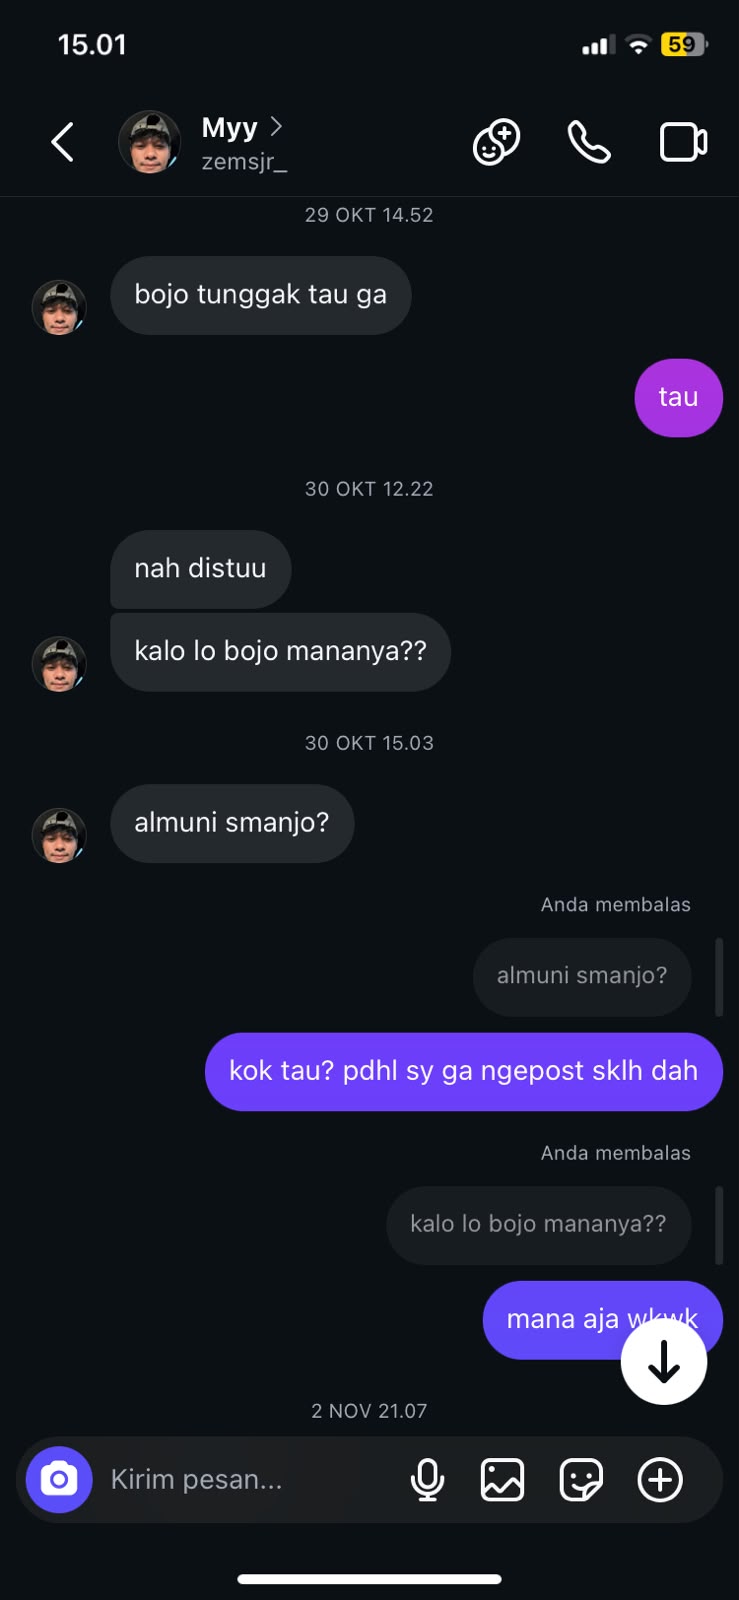 15.01
59
Myy
zemsjr_
29 OKT 14.52
bojo tunggak tau ga
tau
30 OKT 12.22
nah distuu
kalo lo bojo mananya??
30 OKT 15.03
almuni smanjo?
Anda membalas
almuni smanjo?
kok tau? pdhl sy ga ngepost sklh dah
Anda membalas
kalo lo bojo mananya??
mana aja wkwk
2 NOV 21.07
Kirim pesan...